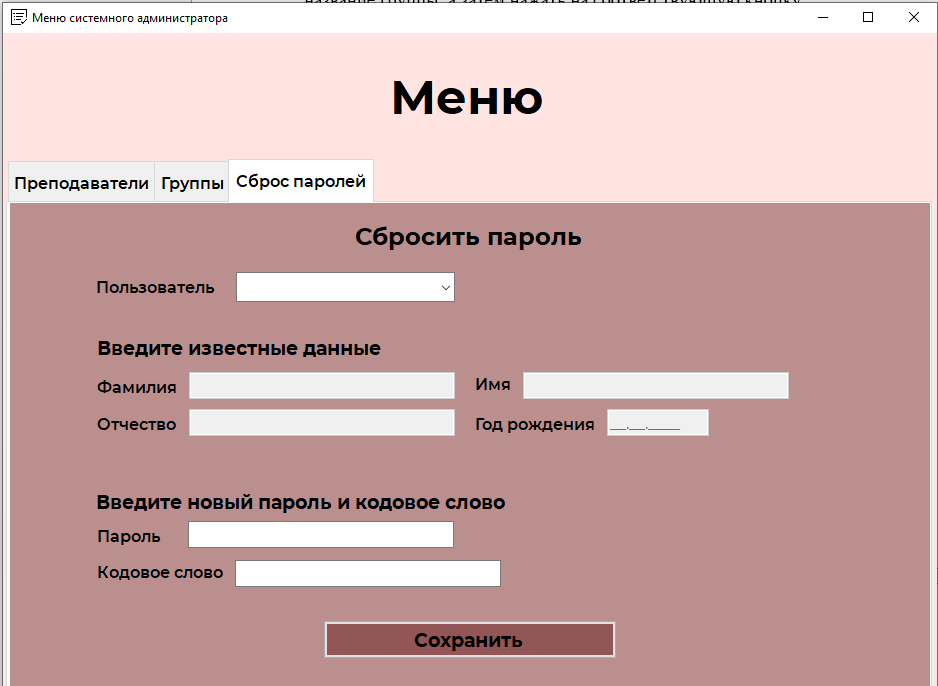 Меню системного администратора
Меню
Преподаватели Группы Сброс паролей
Сбросить пароль
Пользователь
Введите известные данные
Фамилия Имя
Отчество Год рождения __.__.____
Введите новый пароль и кодовое слово
Пароль
Кодовое слово
Сохранить